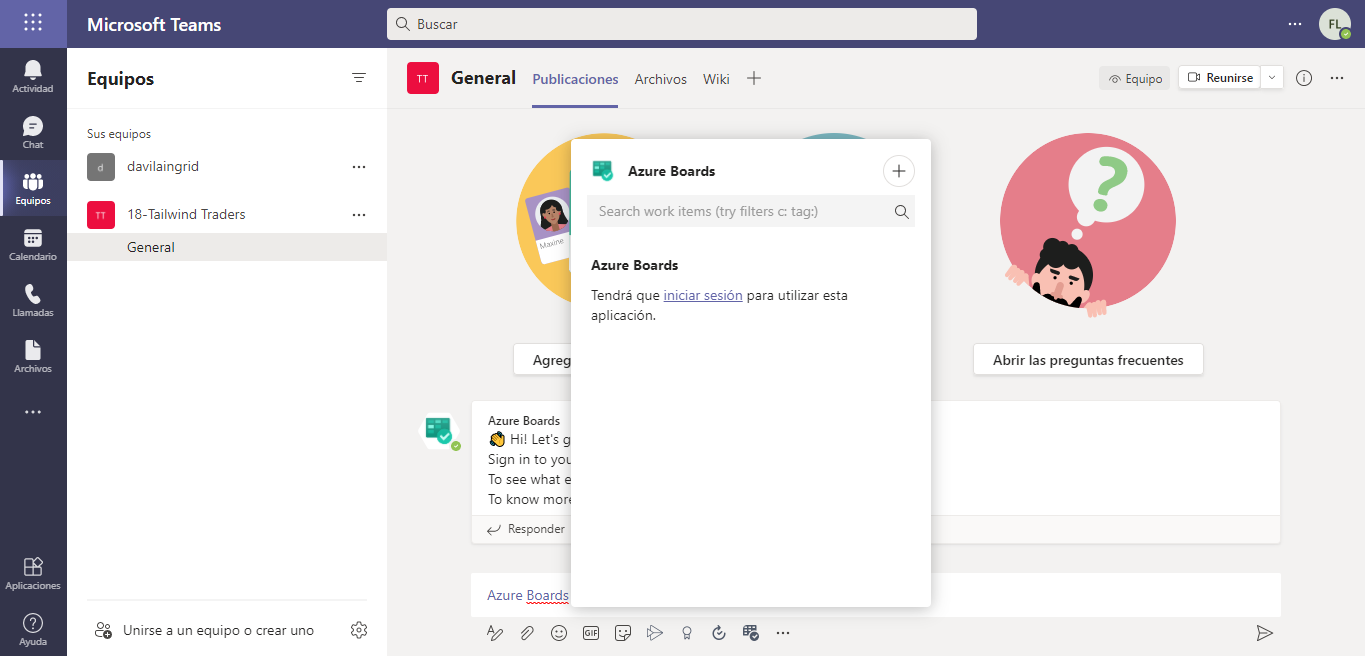 Microsoft Teams
Buscar
FL
Actividad
Chat
Equipos
Calendario
Llamadas
Archivos
Aplicaciones
Ayuda
Equipos
Sus equipos
d
davilaingrid
TT
18-Tailwind Traders
General
Unirse a un equipo o crear uno
TT
General
Publicaciones
Archivos
Wiki
Equipo
Reunirse
Maxine
Azure Boards
Search work items (try filters c: tag:)
Azure Boards
Tendrá que iniciar sesión para utilizar esta
aplicación.
?
Agreg
Abrir las preguntas frecuentes
Azure Boards
Hi! Let's g
Sign in to you
To see what e
To know more
Responder
Azure Boards
GIF